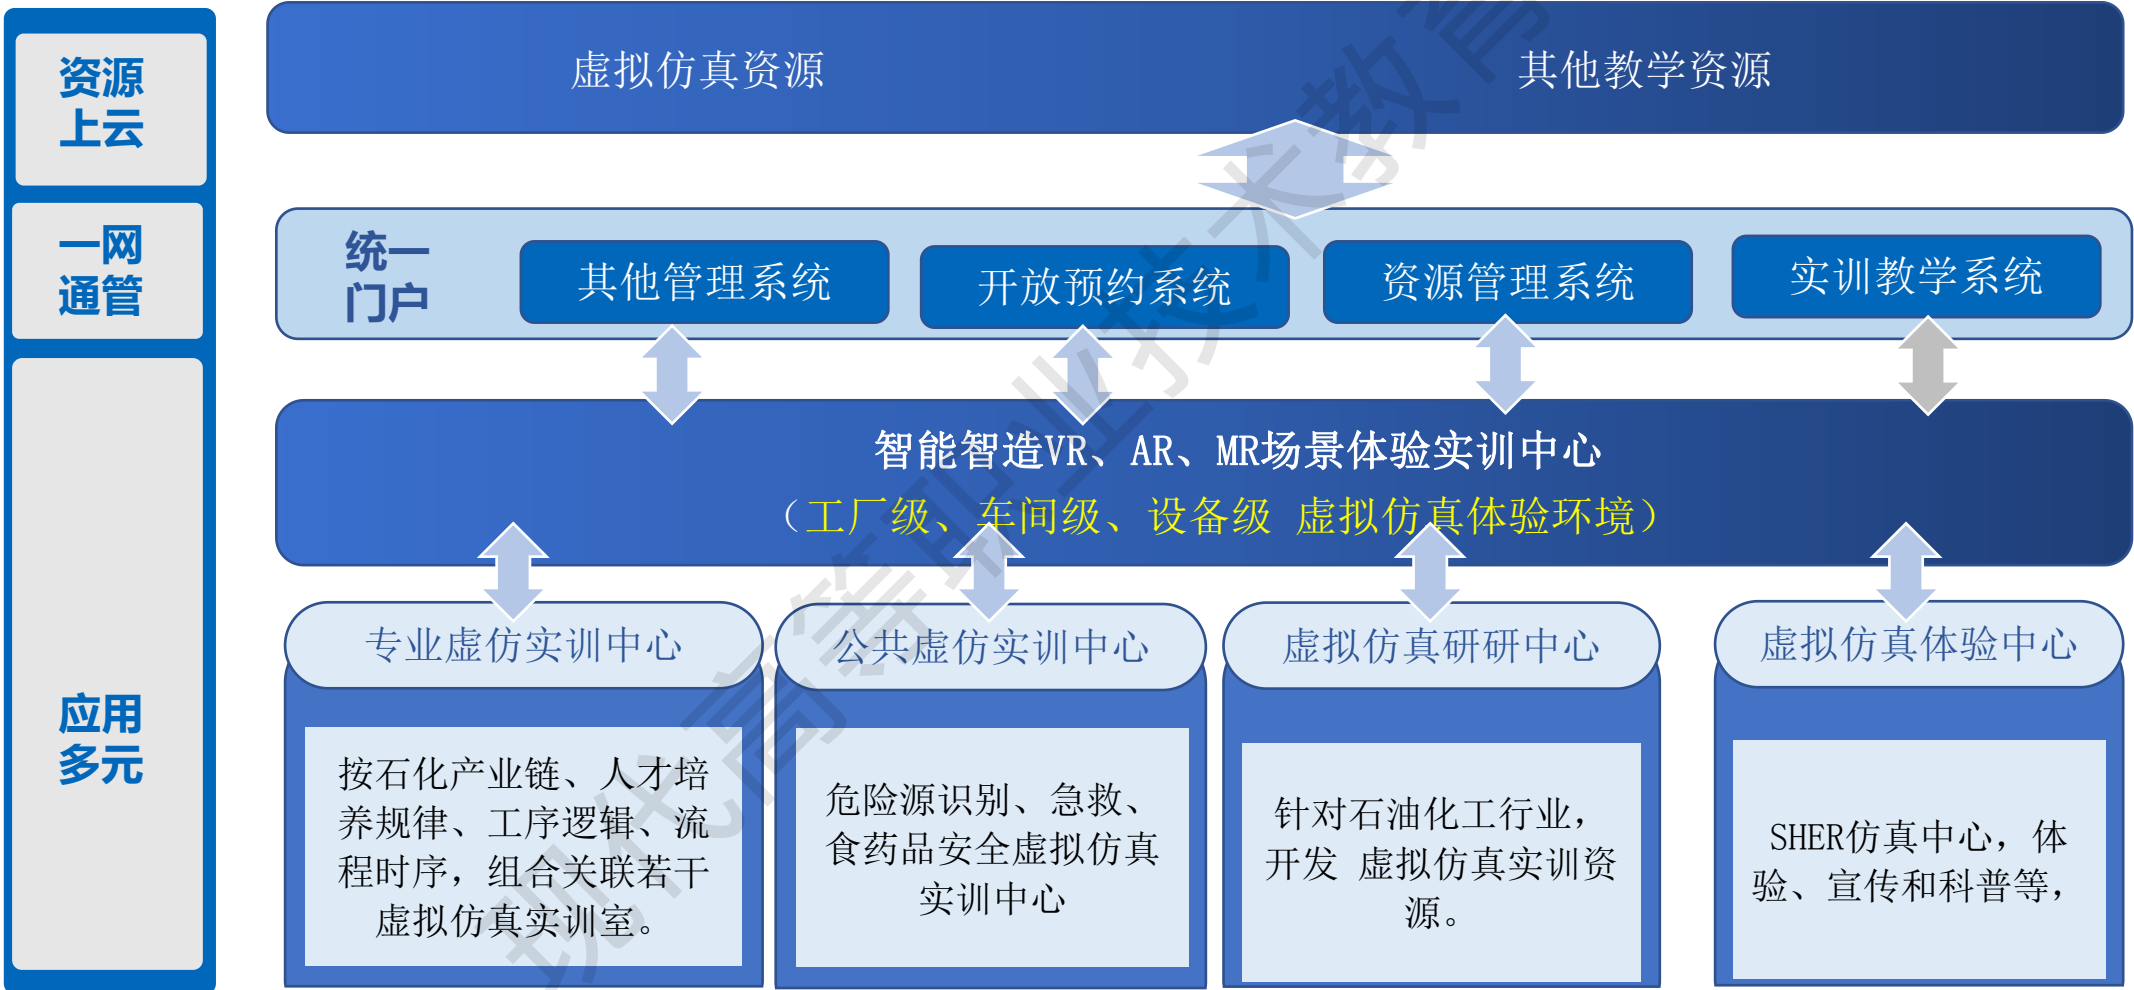 资源
上云
虚拟仿真资源
其他教学资源
一网
通管
统一
门户
其他管理系统
开放预约系统
资源管理系统
实训教学系统
应用
多元
智能智造VR、AR、MR场景体验实训中心
（工厂级、车间级、设备级 虚拟仿真体验环境）
专业虚仿实训中心
按石化产业链、人才培
养规律、工序逻辑、流
程时序，组合关联若干
虚拟仿真实训室。
公共虚仿实训中心
危险源识别、急救、
食药品安全虚拟仿真
实训中心
虚拟仿真研研中心
针对石油化工行业，
开发 虚拟仿真实训资
源。
虚拟仿真体验中心
SHER仿真中心，体
验、宣传和科普等，
现代高等职业技术教育